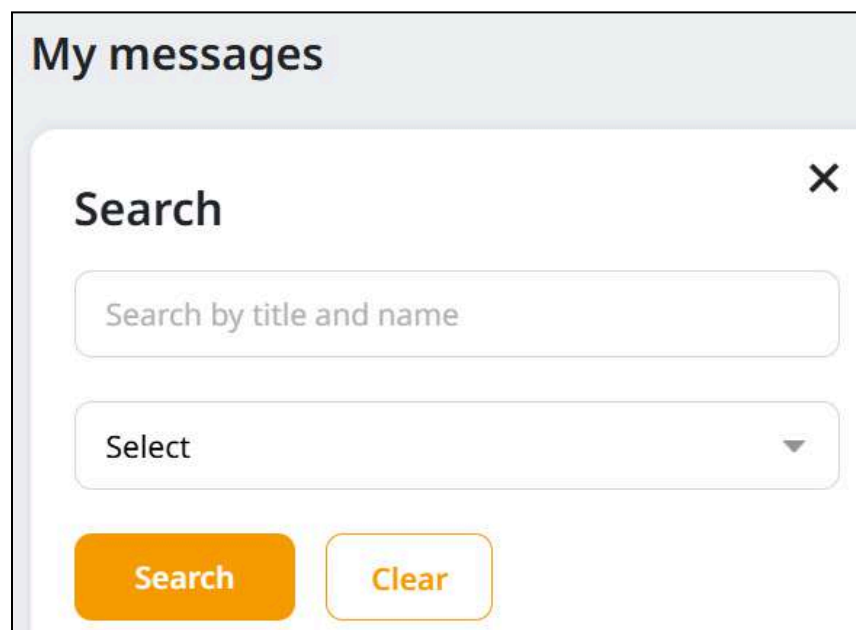 My messages
Search
Search by title and name
Select
Search Clear